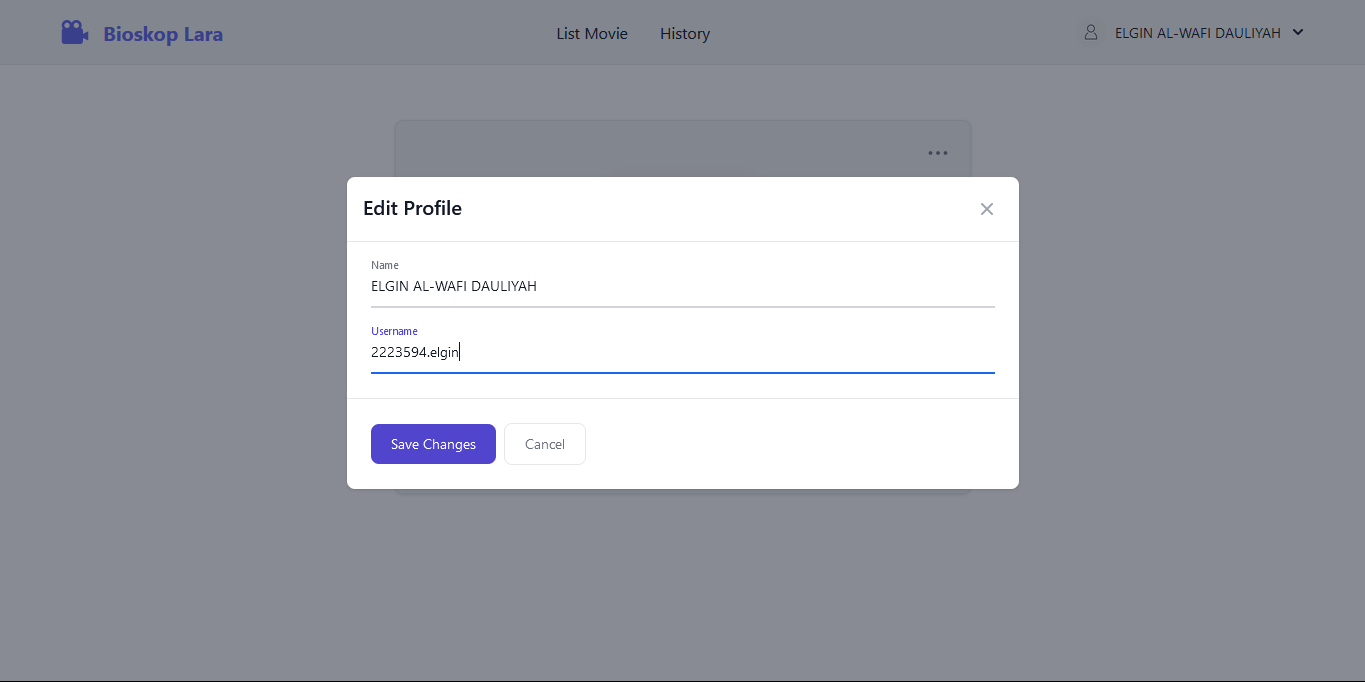 Bioskop Lara
List Movie
History
ELGIN AL-WAFI DAULIYAH
Edit Profile
Name
ELGIN AL-WAFI DAULIYAH
Username
2223594.elgin
Save Changes
Cancel